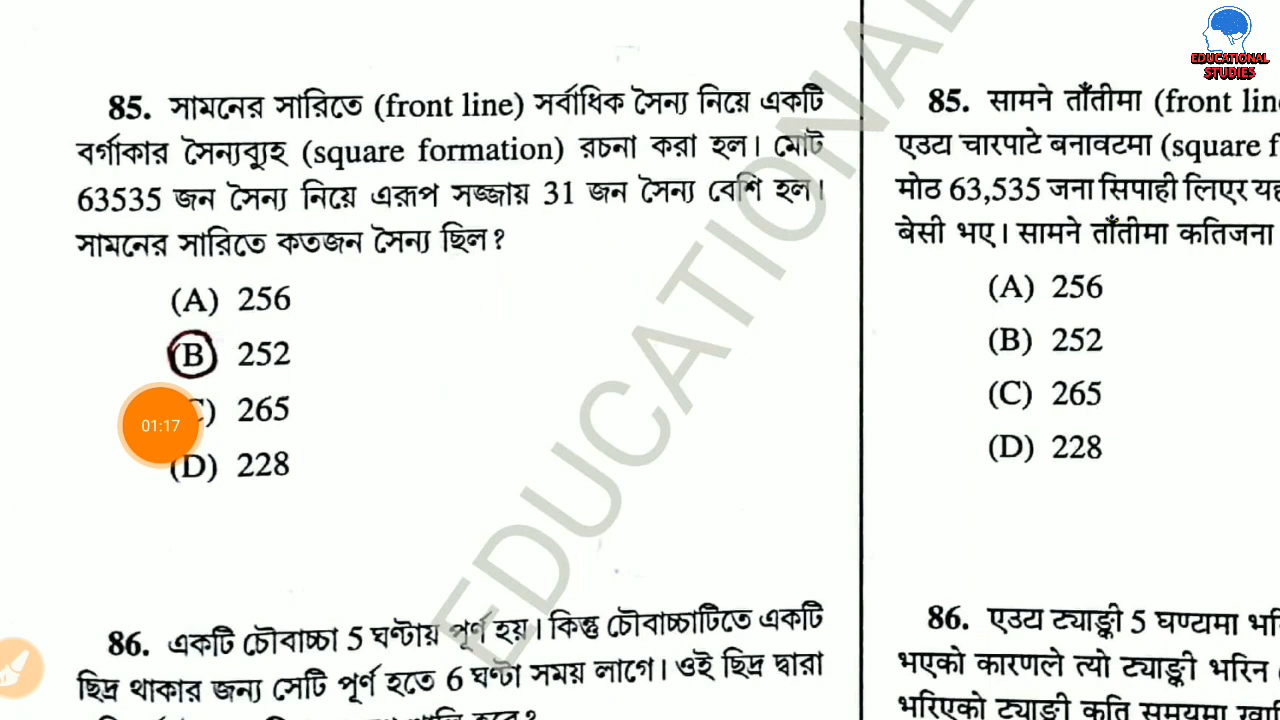 EDUCATIONAL
STUDIES
85. সামনের সারিতে (front line) সর্বাধিক সৈন্য নিয়ে একটি
বর্গাকার সৈন্যব্যুহ (square formation) রচনা করা হল। মোট
63535 জন সৈন্য নিয়ে এরূপ সজ্জায় 31 জন সৈন্য বেশি হল।
সামনের সারিতে কতজন সৈন্য ছিল?
(A) 256
(B) 252
C) 265
(D) 228
01:17
86. একটি চৌবাচ্চা 5 ঘণ্টায় পূর্ণ হয়। কিন্তু চৌবাচ্চাটিতে একটি
ছিদ্র থাকার জন্য সেটি পূর্ণ হতে 6 ঘণ্টা সময় লাগে। ওই ছিদ্র দ্বারা
85. सामने ताँतीमा (front lin
एउटा चारपाटे बनावटमा (square f
मोठ 63,535 जना सिपाही लिएर यह
बेसी भए। सामने ताँतीमा कतिजना
(A) 256
(B) 252
(C) 265
(D) 228
86. एउटा ट्याङ्की 5 घण्टामा भरि
भएको कारणले त्यो ट्याङ्की भरिन
भरिएको ट्याङ्की कति समयमा खा
EDUCATIONAL